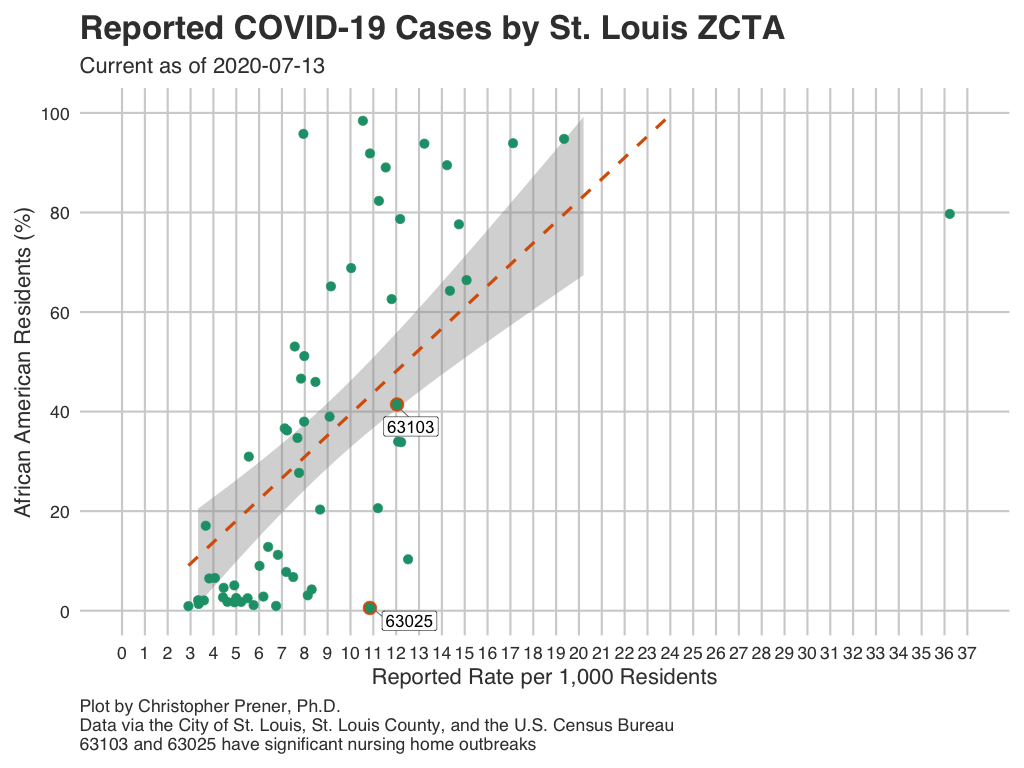 Reported COVID-19 Cases by St. Louis ZCTA
Current as of 2020-07-13
African American Residents (%)
100
80
60
40
20
0
63103
63025
0 1 2 3 4 5 6 7 8 9 10 11 12 13 14 15 16 17 18 19 20 21 22 23 24 25 26 27 28 29 30 31 32 33 34 35 36 37
Reported Rate per 1,000 Residents
Plot by Christopher Prener, Ph.D.
Data via the City of St. Louis, St. Louis County, and the U.S. Census Bureau
63103 and 63025 have significant nursing home outbreaks